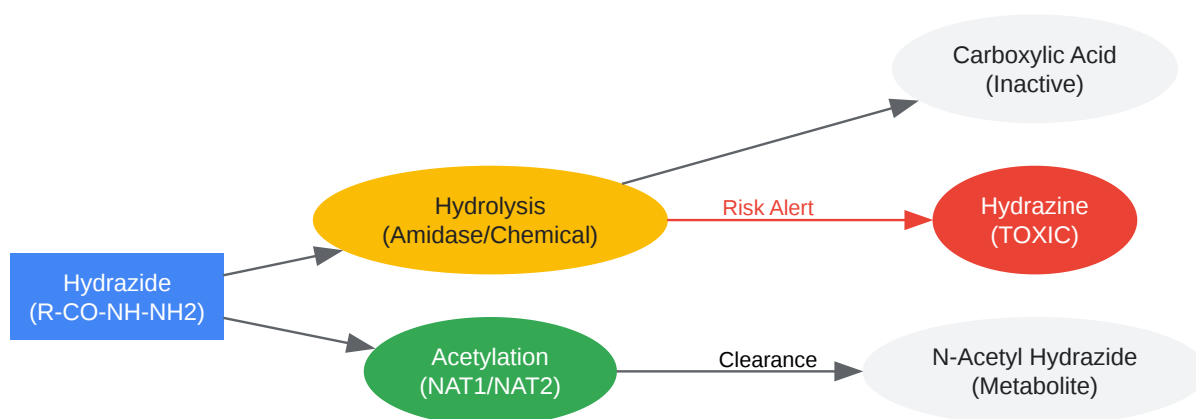 Carboxylic Acid
(Inactive)
Hydrolysis
(Amidase/Chemical)
Risk Alert
Hydrazine
(TOXIC)
Hydrazide
(R-CO-NH-NH2)
Acetylation
(NAT1/NAT2)
Clearance
N-Acetyl Hydrazide
(Metabolite)